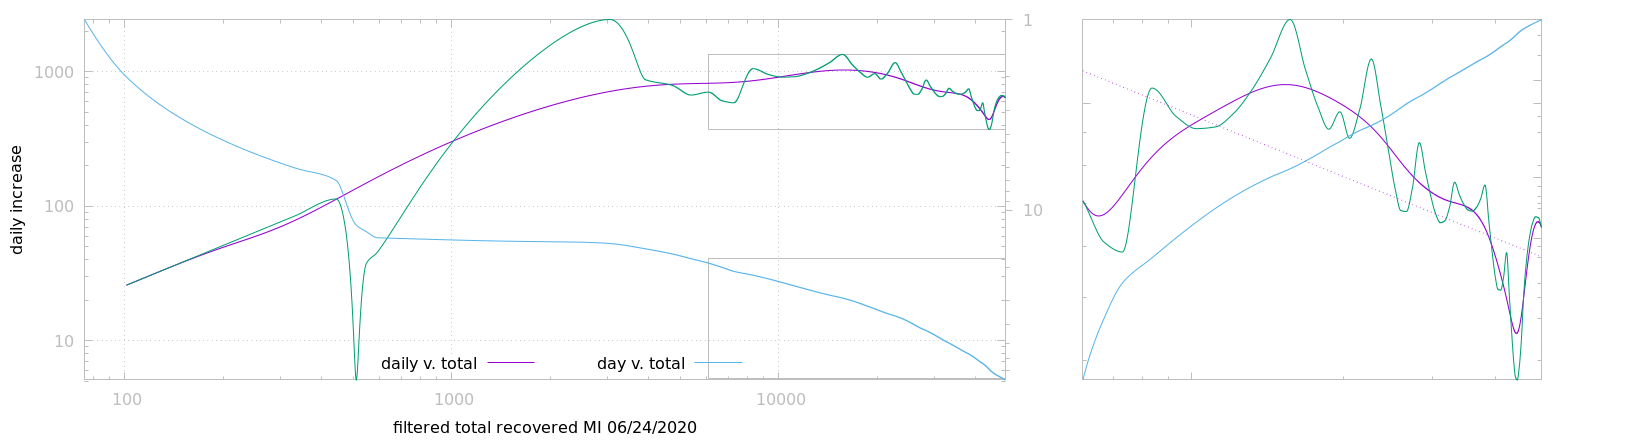 1
1000
daily increase
100
10
10
daily v. total
day v. total
100
1000
10000
filtered total recovered MI 06/24/2020